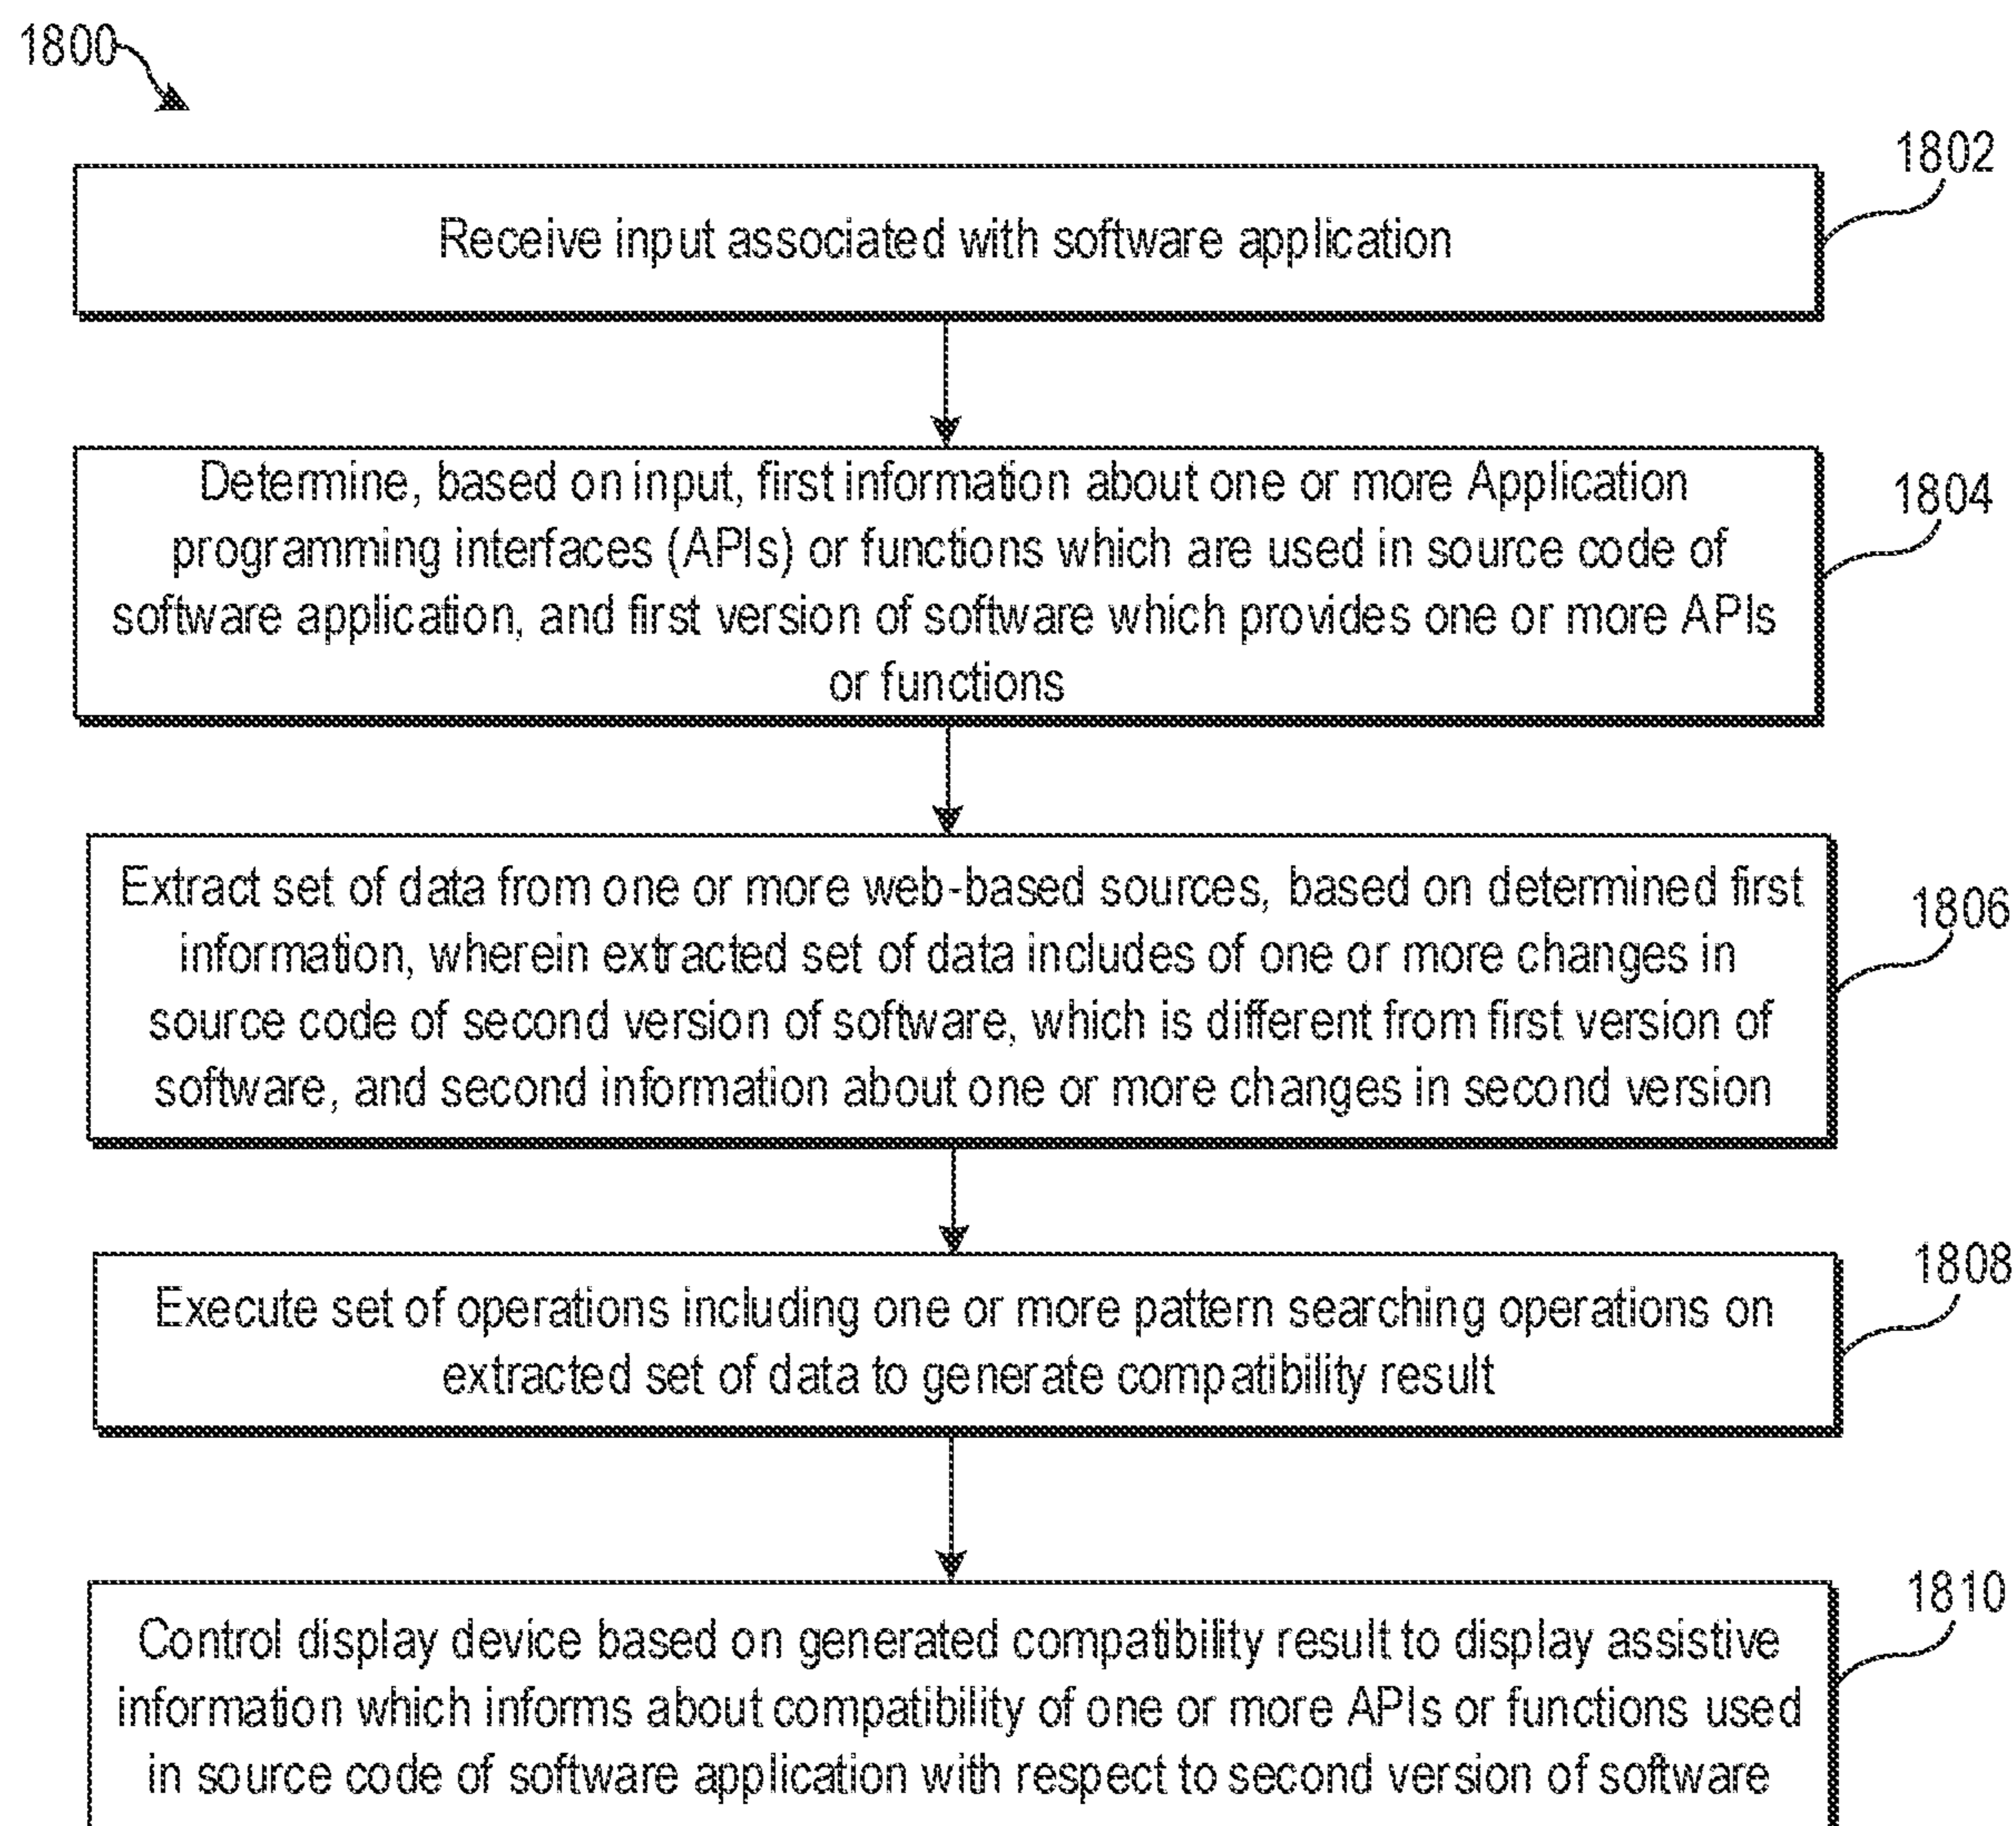 1800
1802
Receive input associated with software application
Determine, based on input, first information about one or more Application
programming interfaces (APIs) or functions which are used in source code of
software application, and first version of software which provides one or more APIs
or functions
1804
Extract set of data from one or more web-based sources, based on determined first
information, wherein extracted set of data includes of one or more changes in
source code of second version of software, which is different from first version of
software, and second information about one or more changes in second version
1806
Execute set of operations including one or more pattern searching operations on
extracted set of data to generate compatibility result
1808
Control display device based on generated compatibility result to display assistive
information which informs about compatibility of one or more APIs or functions used
in source code of software application with respect to second version of software
1810